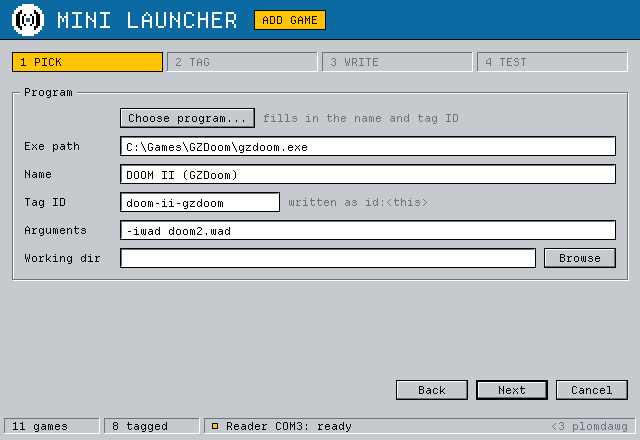 MINI LAUNCHER ADD GAME
1 PICK 2 TAG 3 WRITE 4 TEST
Program
Choose program... fills in the name and tag ID
Exe path C:\Games\GZDoom\gzdoom.exe
Name DOOM II (GZDoom)
Tag ID doom-ii-gzdoom written as id:<this>
Arguments -iwad doom2.wad
Working dir Browse
Back Next Cancel
11 games 8 tagged Reader COM3: ready <3 plomdawg